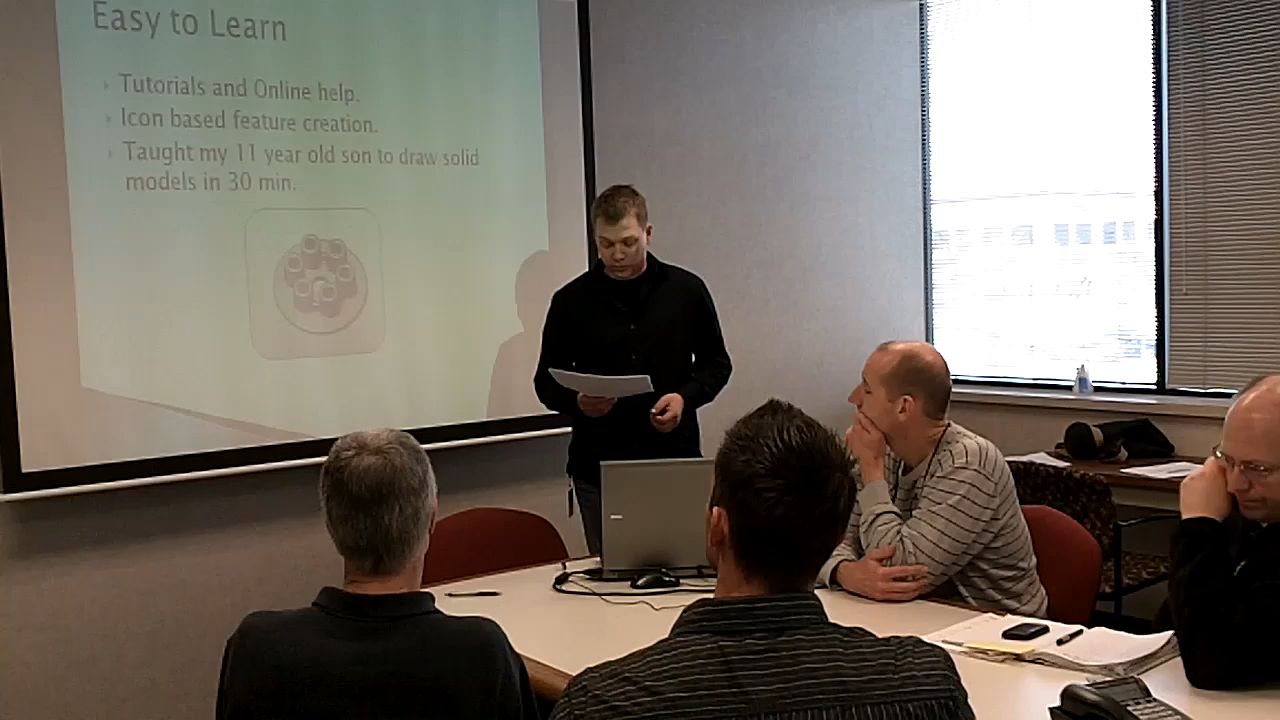 Easy to Learn
Tutorials and Online help.
Icon based feature creation.
Taught my 11 year old son to draw solid
models in 30 min.